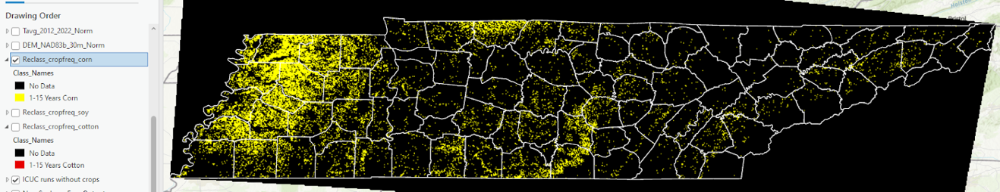 Drawing Order
Tavg_2012_2022_Norm
DEM_NAD83b_30m_Norm
Reclass_cropfreq_corn
Class_Names
No Data
1-15 Years Corn
Reclass_cropfreq_soy
Reclass_cropfreq_cotton
Class_Names
No Data
1-15 Years Cotton
ICUC runs without crops
Bristol